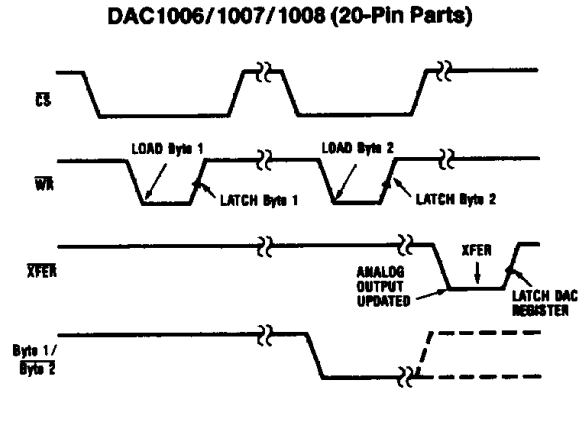 DAC1006/1007/1008 (20-Pin Parts)
CS
LOAD Byte 1
LOAD Byte 2
WR
LATCH Byte 1
LATCH Byte 2
XFER
XFER
ANALOG
OUTPUT
UPDATED
LATCH DAC
REGISTER
Byte 1/
Byte 2